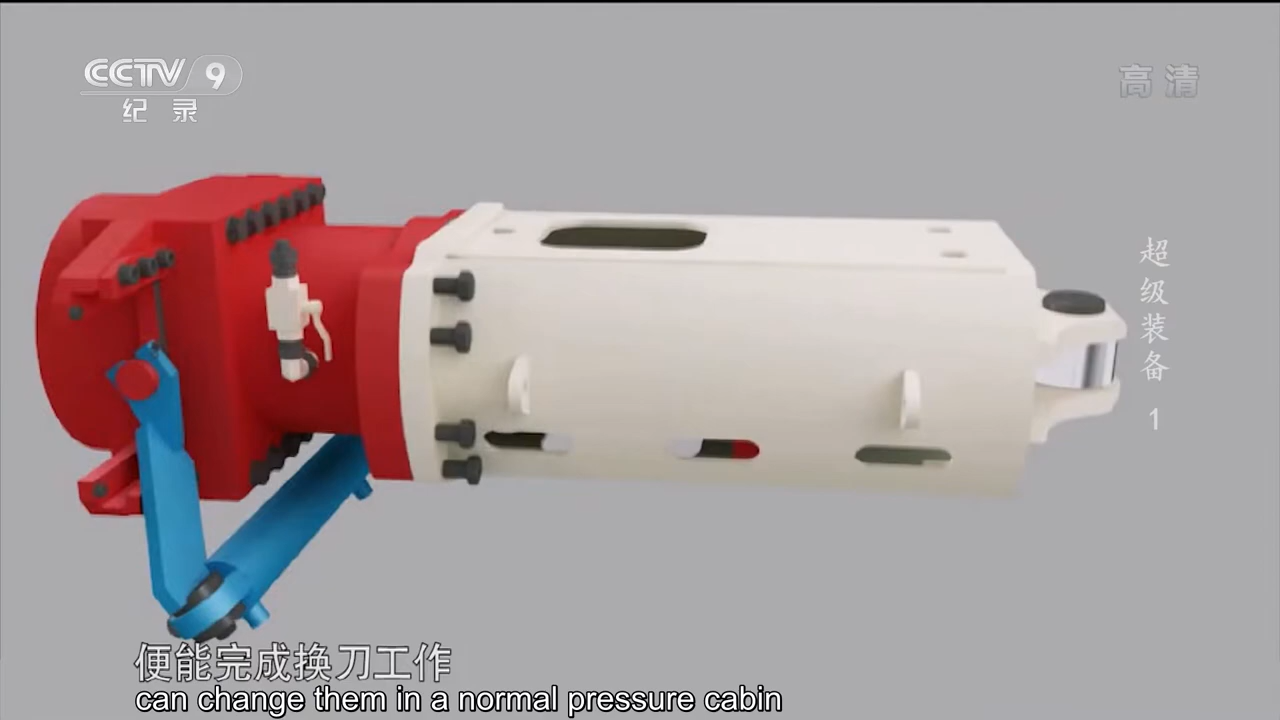 CCTV 9
纪录
高清
超级装备 1
便能完成换刀工作
can change them in a normal pressure cabin